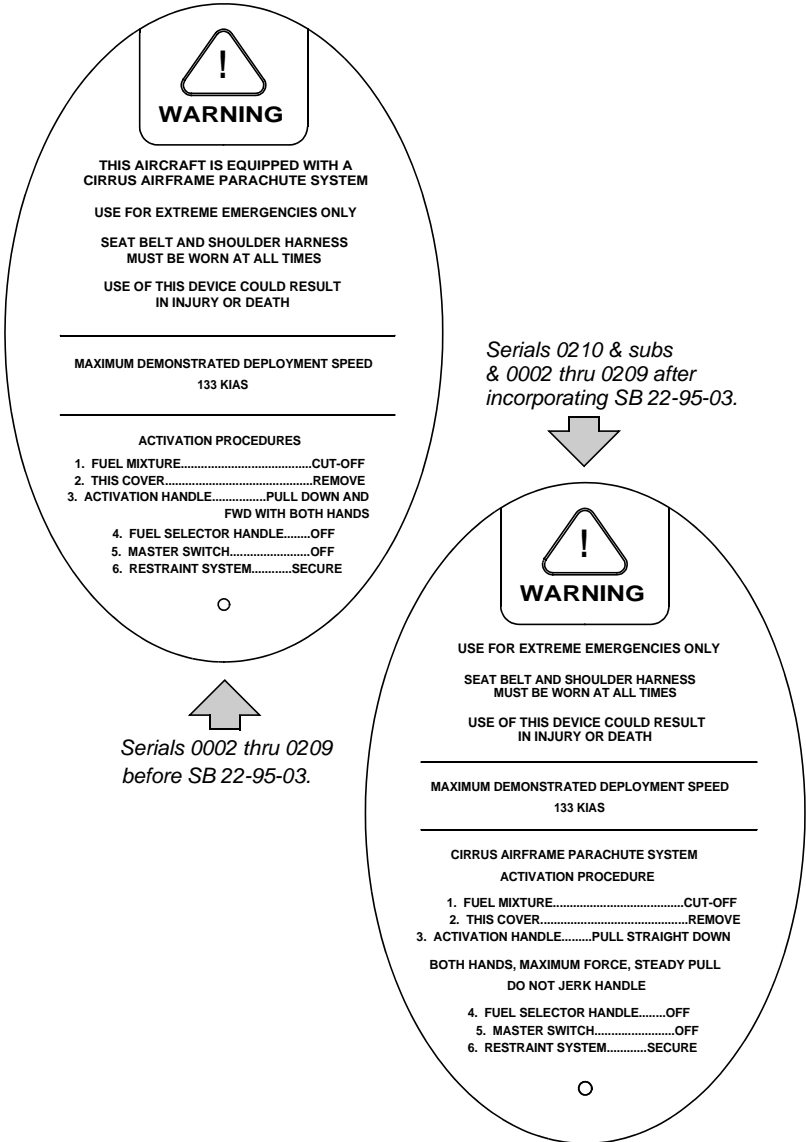 !
WARNING
THIS AIRCRAFT IS EQUIPPED WITH A
CIRRUS AIRFRAME PARACHUTE SYSTEM
USE FOR EXTREME EMERGENCIES ONLY
SEAT BELT AND SHOULDER HARNESS
MUST BE WORN AT ALL TIMES
USE OF THIS DEVICE COULD RESULT
IN INJURY OR DEATH
MAXIMUM DEMONSTRATED DEPLOYMENT SPEED
133 KIAS
ACTIVATION PROCEDURES
1. FUEL MIXTURE.......................................CUT-OFF
2. THIS COVER............................................REMOVE
3. ACTIVATION HANDLE................PULL DOWN AND
FWD WITH BOTH HANDS
4. FUEL SELECTOR HANDLE........OFF
5. MASTER SWITCH........................OFF
6. RESTRAINT SYSTEM............SECURE
Serials 0002 thru 0209
before SB 22-95-03.
Serials 0210 & subs
& 0002 thru 0209 after
incorporating SB 22-95-03.
!
WARNING
USE FOR EXTREME EMERGENCIES ONLY
SEAT BELT AND SHOULDER HARNESS
MUST BE WORN AT ALL TIMES
USE OF THIS DEVICE COULD RESULT
IN INJURY OR DEATH
MAXIMUM DEMONSTRATED DEPLOYMENT SPEED
133 KIAS
CIRRUS AIRFRAME PARACHUTE SYSTEM
ACTIVATION PROCEDURE
1. FUEL MIXTURE.......................................CUT-OFF
2. THIS COVER............................................REMOVE
3. ACTIVATION HANDLE.........PULL STRAIGHT DOWN
BOTH HANDS, MAXIMUM FORCE, STEADY PULL
DO NOT JERK HANDLE
4. FUEL SELECTOR HANDLE........OFF
5. MASTER SWITCH........................OFF
6. RESTRAINT SYSTEM............SECURE